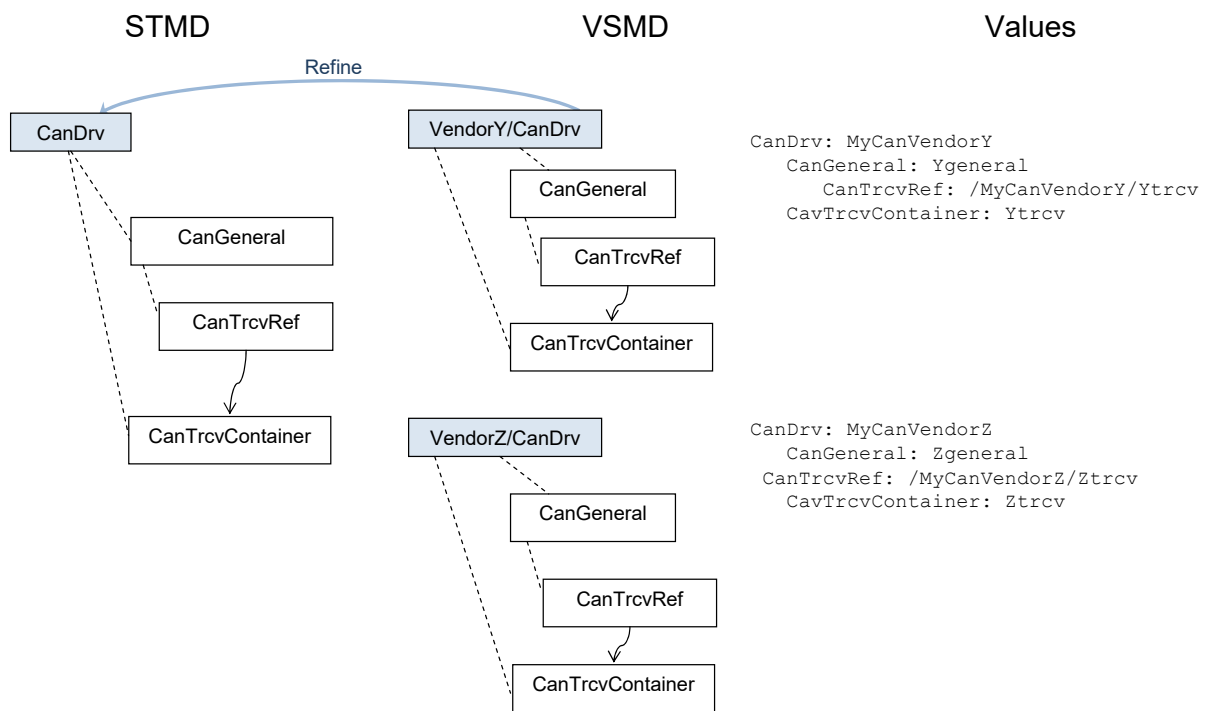 STMD
VSMD
Values
Refine
CanDrv
CanGeneral
CanTrcvRef
CanTrcvContainer
VendorY/CanDrv
CanGeneral
CanTrcvRef
CanTrcvContainer
CanDrv: MyCanVendorY
CanGeneral: Ygeneral
CanTrcvRef: /MyCanVendorY/Ytrcv
CavTrcvContainer: Ytrcv
VendorZ/CanDrv
CanGeneral
CanTrcvRef
CanTrcvContainer
CanDrv: MyCanVendorZ
CanGeneral: Zgeneral
CanTrcvRef: /MyCanVendorZ/Ztrcv
CavTrcvContainer: Ztrcv